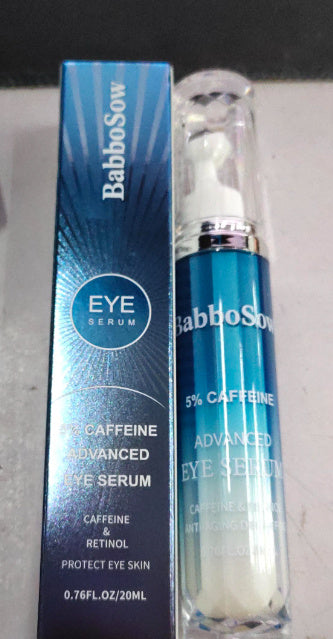 BabboSow
EYE
SERUM
5% CAFFEINE
ADVANCED
EYE SERUM
CAFFEINE
&
RETINOL
PROTECT EYE SKIN
0.76FL.OZ/20ML
BabboSow
5% CAFFEINE
ADVANCED
EYE SERUM
CAFFEINE &